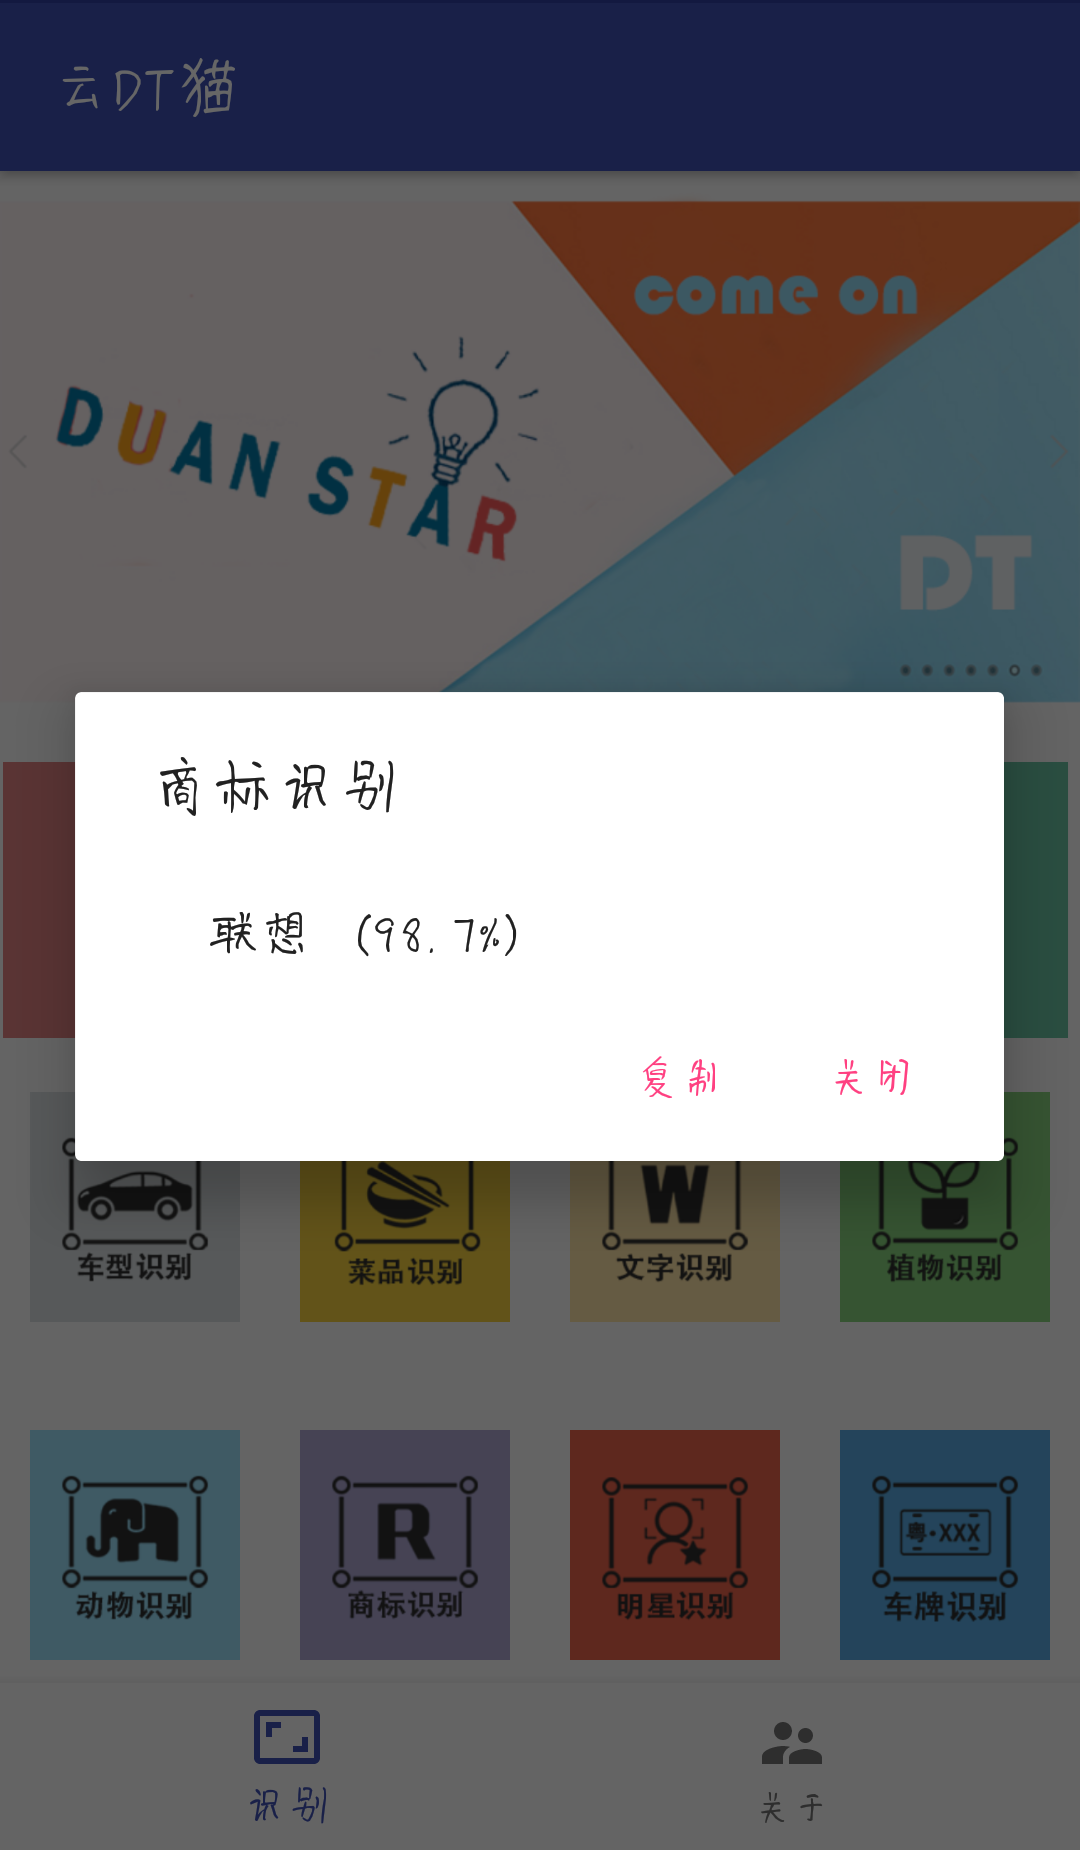 云DT猫
come on
DUAN STAR
DT
商标识别
联想 (98.7%)
复制 关闭
W
车型识别 菜品识别 文字识别 植物识别
R 粤·XXX
动物识别 商标识别 明星识别 车牌识别
识别 关于